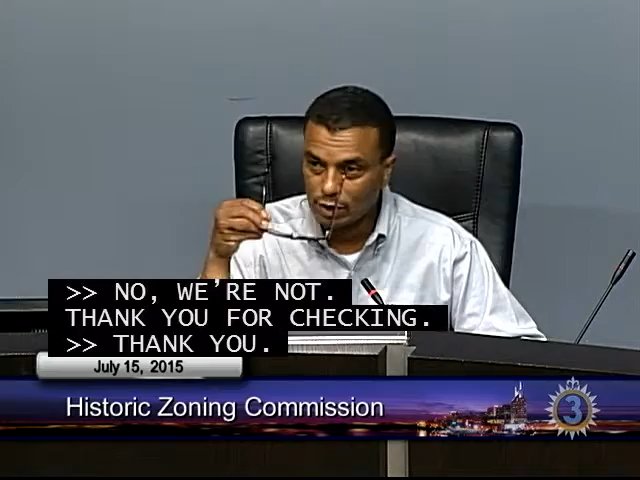 >> NO, WE'RE NOT.
THANK YOU FOR CHECKING.
>> THANK YOU.
July 15, 2015
Historic Zoning Commission
3